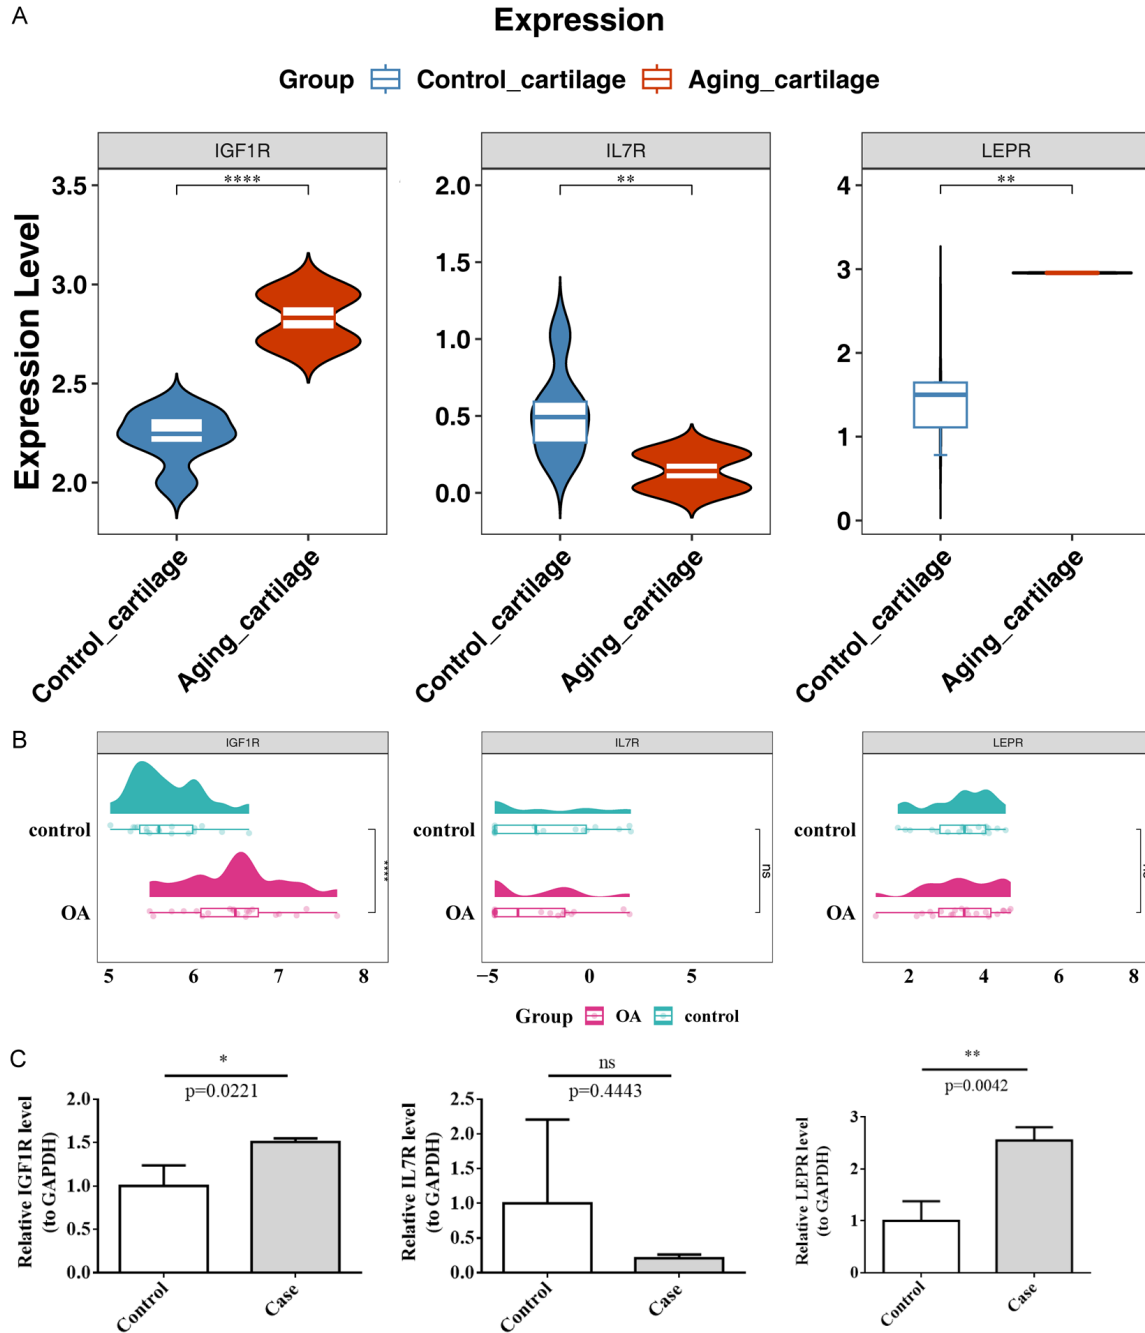 A
Expression
Group Control_cartilage Aging_cartilage
IGF1R IL7R LEPR
Expression Level
3.5
3.0
2.5
2.0
****
2.0
1.5
1.0
0.5
0.0
**
4
3
2
1
0
**
Control_cartilage
Aging_cartilage
Control_cartilage
Aging_cartilage
Control_cartilage
Aging_cartilage
B
IGF1R
control
OA
****
5 6 7 8
IL7R
control
OA
ns
−5 0 5
LEPR
control
OA
2 4 6 8
Group OA control
C
*
p=0.0221
Relative IGF1R level
(to GAPDH)
2.0
1.5
1.0
0.5
0.0
Control
Case
ns
p=0.4443
Relative IL7R level
(to GAPDH)
2.5
2.0
1.5
1.0
0.5
0.0
Control
Case
**
p=0.0042
Relative LEPR level
(to GAPDH)
3
2
1
0
Control
Case